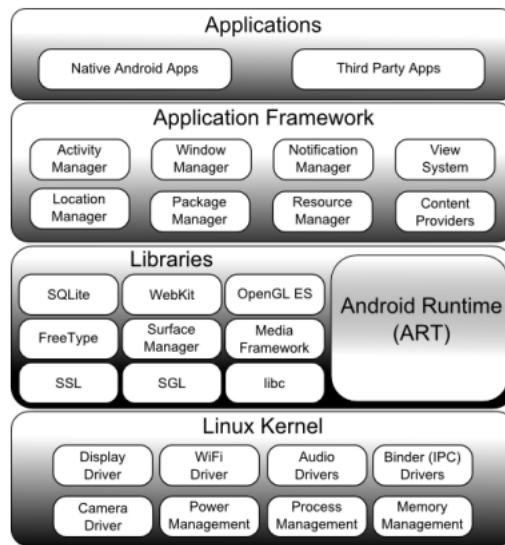 Applications
Native Android Apps
Third Party Apps
Application Framework
Activity Manager
Window Manager
Notification Manager
View System
Location Manager
Package Manager
Resource Manager
Content Providers
Libraries
SQLite
WebKit
OpenGL ES
FreeType
Surface Manager
Media Framework
SSL
SGL
libc
Android Runtime
(ART)
Linux Kernel
Display Driver
WiFi Driver
Audio Drivers
Binder (IPC) Drivers
Camera Driver
Power Management
Process Management
Memory Management